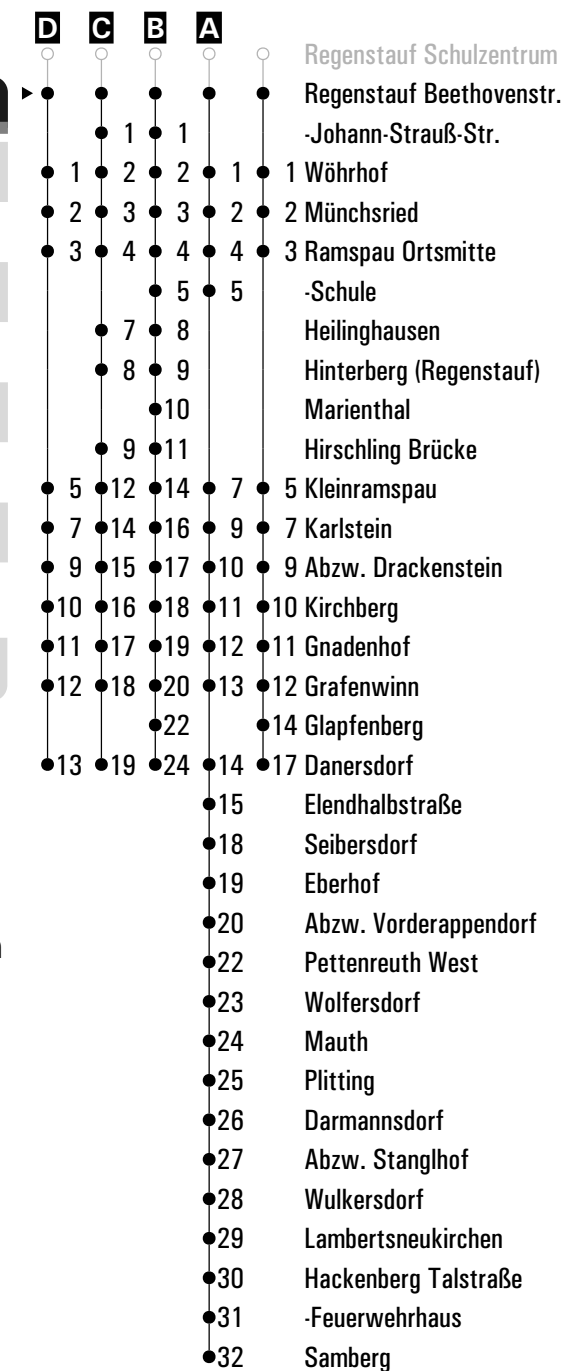 D C B A
Regenstauf Schulzentrum
Regenstauf Beethovenstr.
1 1 -Johann-Strauß-Str.
1 2 2 1 1 Wöhrhof
2 3 3 2 2 Münchsried
3 4 4 4 3 Ramspau Ortsmitte
5 5 -Schule
7 8 Heilinghausen
8 9 Hinterberg (Regenstauf)
10 Marienthal
9 11 Hirschling Brücke
5 12 14 7 5 Kleinramspau
7 14 16 9 7 Karlstein
9 15 17 10 9 Abzw. Drackenstein
10 16 18 11 10 Kirchberg
11 17 19 12 11 Gnadenhof
12 18 20 13 12 Grafenwinn
22 14 Glapfenberg
13 19 24 14 17 Danersdorf
15 Elendhalbstraße
18 Seibersdorf
19 Eberhof
20 Abzw. Vorderappendorf
22 Pettenreuth West
23 Wolfersdorf
24 Mauth
25 Plitting
26 Darmannsdorf
27 Abzw. Stanglhof
28 Wulkersdorf
29 Lambertsneukirchen
30 Hackenberg Talstraße
31 -Feuerwehrhaus
32 Samberg